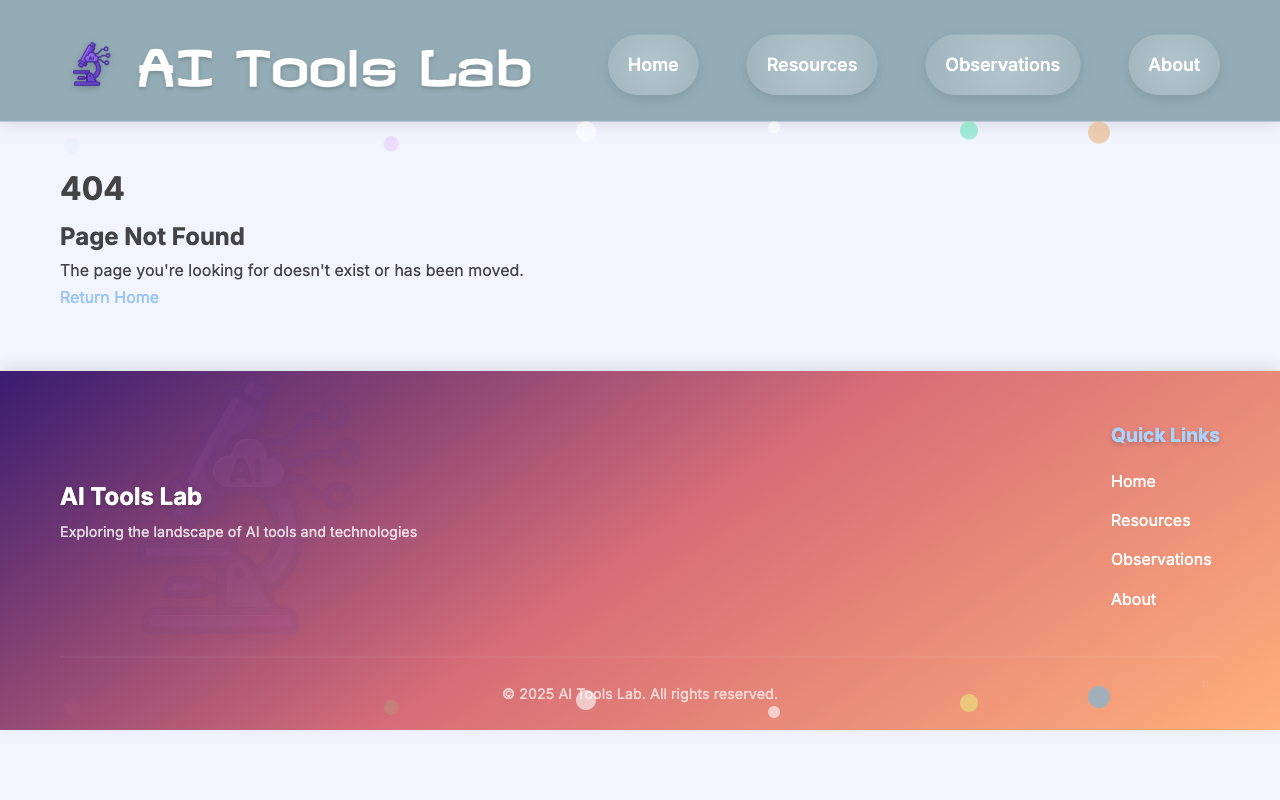 AI Tools Lab
Home
Resources
Observations
About
404
Page Not Found
The page you're looking for doesn't exist or has been moved.
Return Home
AI
AI Tools Lab
Exploring the landscape of AI tools and technologies
Quick Links
Home
Resources
Observations
About
© 2025 AI Tools Lab. All rights reserved.